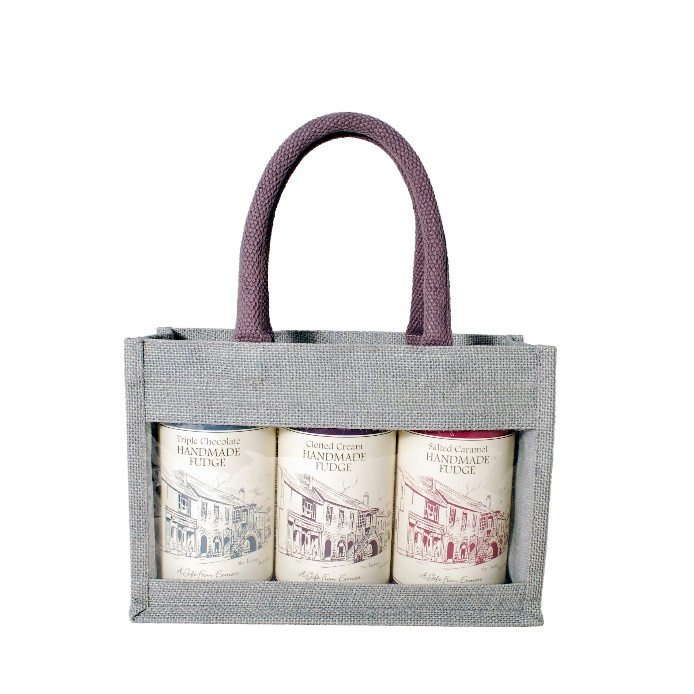 Triple Chocolate
HANDMADE
FUDGE
A Gift from Exmoor
Clotted Cream
HANDMADE
FUDGE
A Gift from Exmoor
Salted Caramel
HANDMADE
FUDGE
A Gift from Exmoor